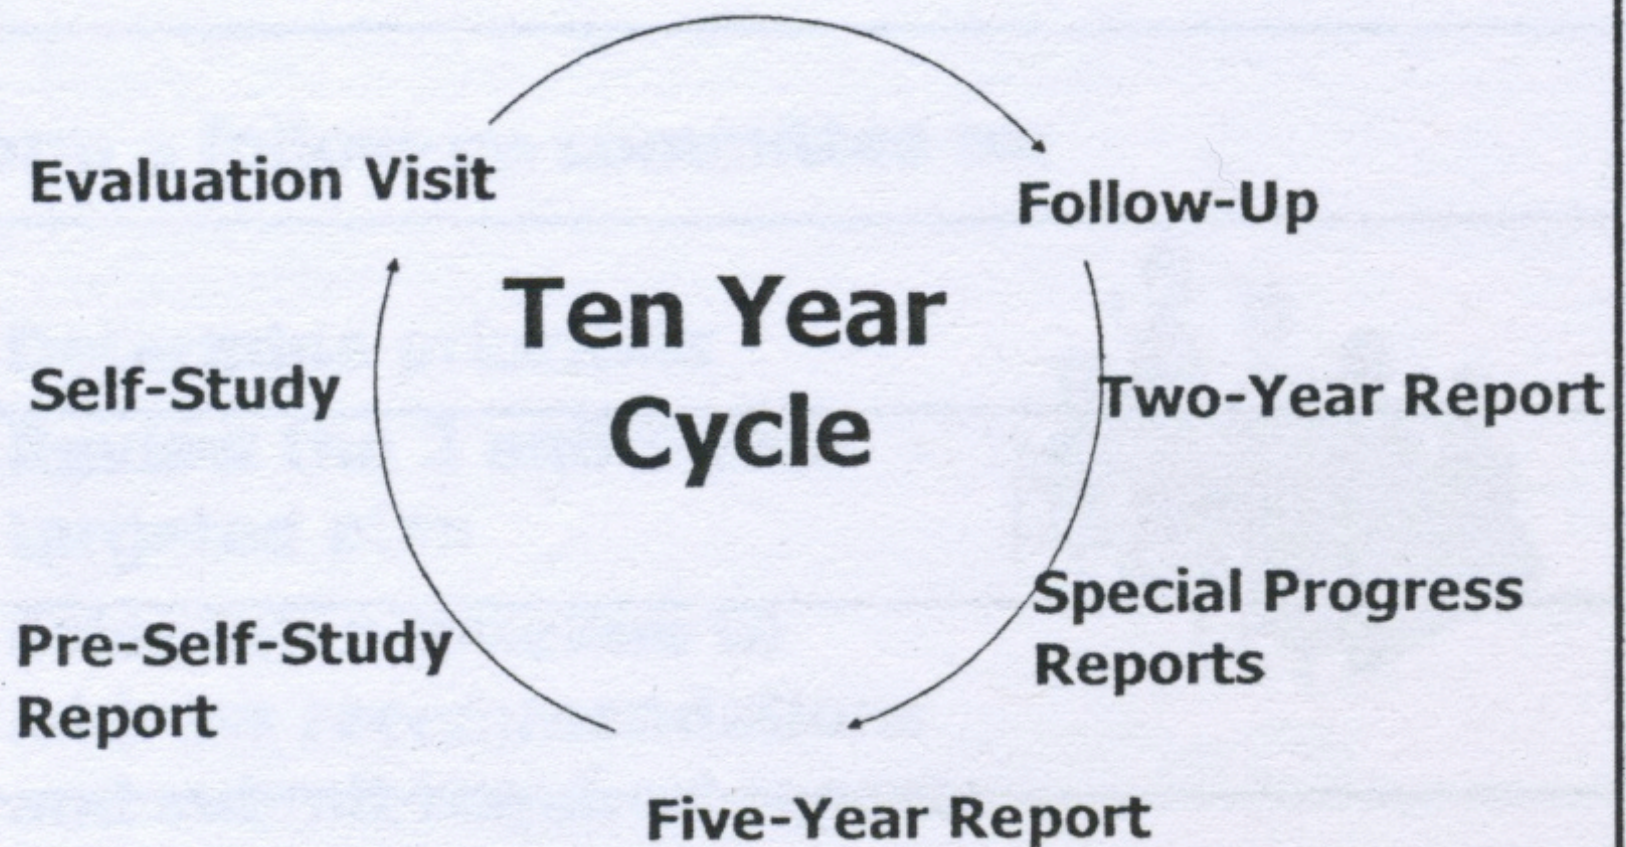 Evaluation Visit
Follow-Up
Ten Year
Cycle
Self-Study
Two-Year Report
Special Progress
Reports
Pre-Self-Study
Report
Five-Year Report